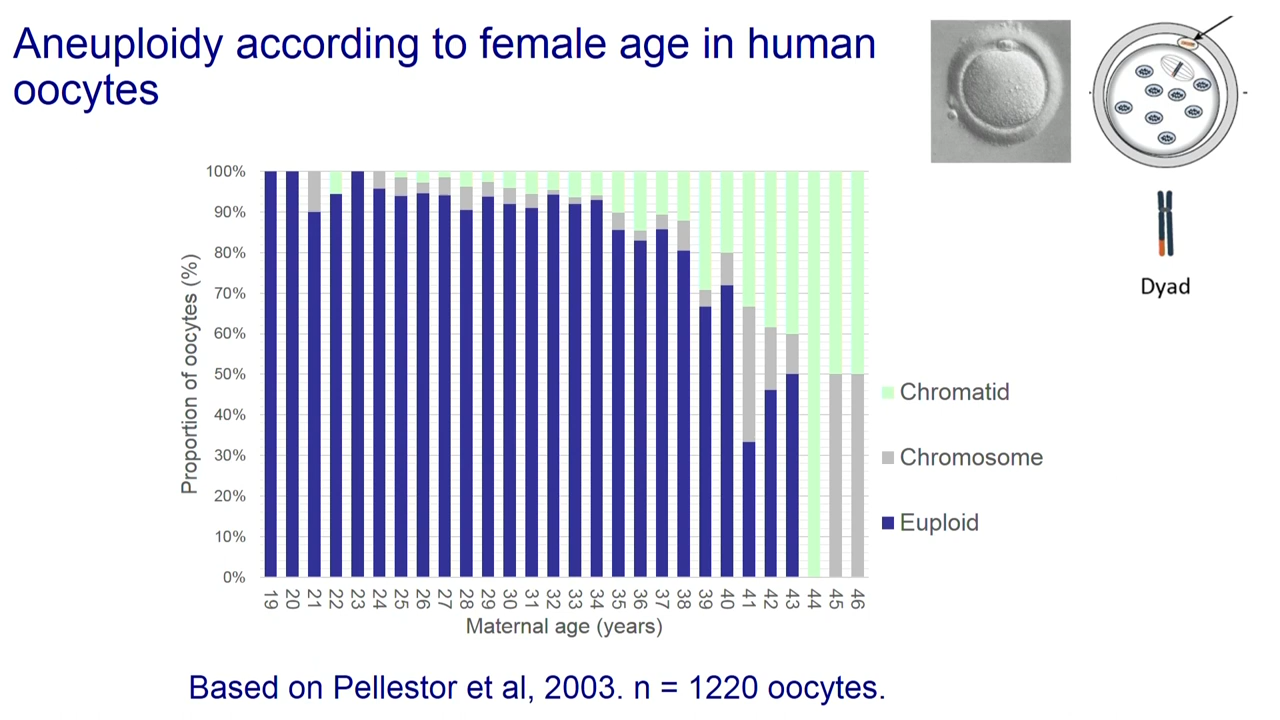 Aneuploidy according to female age in human
oocytes
Dyad
100%
90%
80%
70%
60%
50%
40%
30%
20%
10%
0%
Proportion of oocytes (%)
19 20 21 22 23 24 25 26 27 28 29 30 31 32 33 34 35 36 37 38 39 40 41 42 43 44 45 46
Maternal age (years)
Chromatid
Chromosome
Euploid
Based on Pellestor et al, 2003. n = 1220 oocytes.